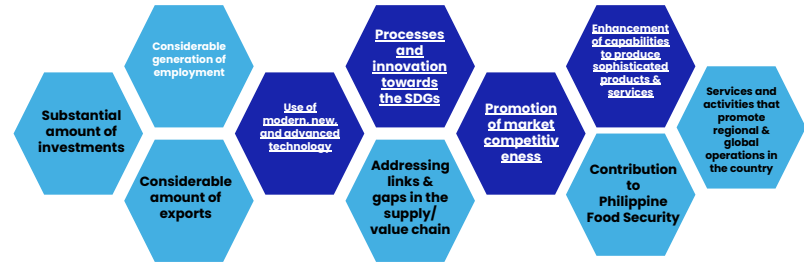 Substantial
amount of
investments
Considerable
generation of
employment
Considerable
amount of
exports
Use of
modern, new,
and advanced
technology
Processes
and
innovation
towards
the SDGs
Addressing
links &
gaps in the
supply/
value chain
Promotion
of market
competitiv
eness
Enhancement
of capabilities
to produce
sophisticated
products &
services
Contribution
to
Philippine
Food Security
Services and
activities that
promote
regional &
global
operations in
the country